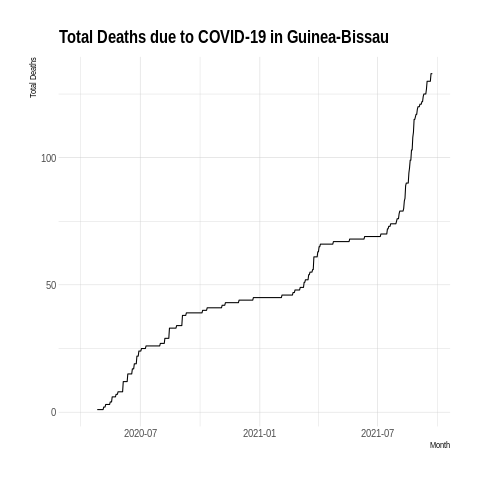 Total Deaths due to COVID-19 in Guinea-Bissau
Total Deaths
100
50
0
2020-07
2021-01
2021-07
Month